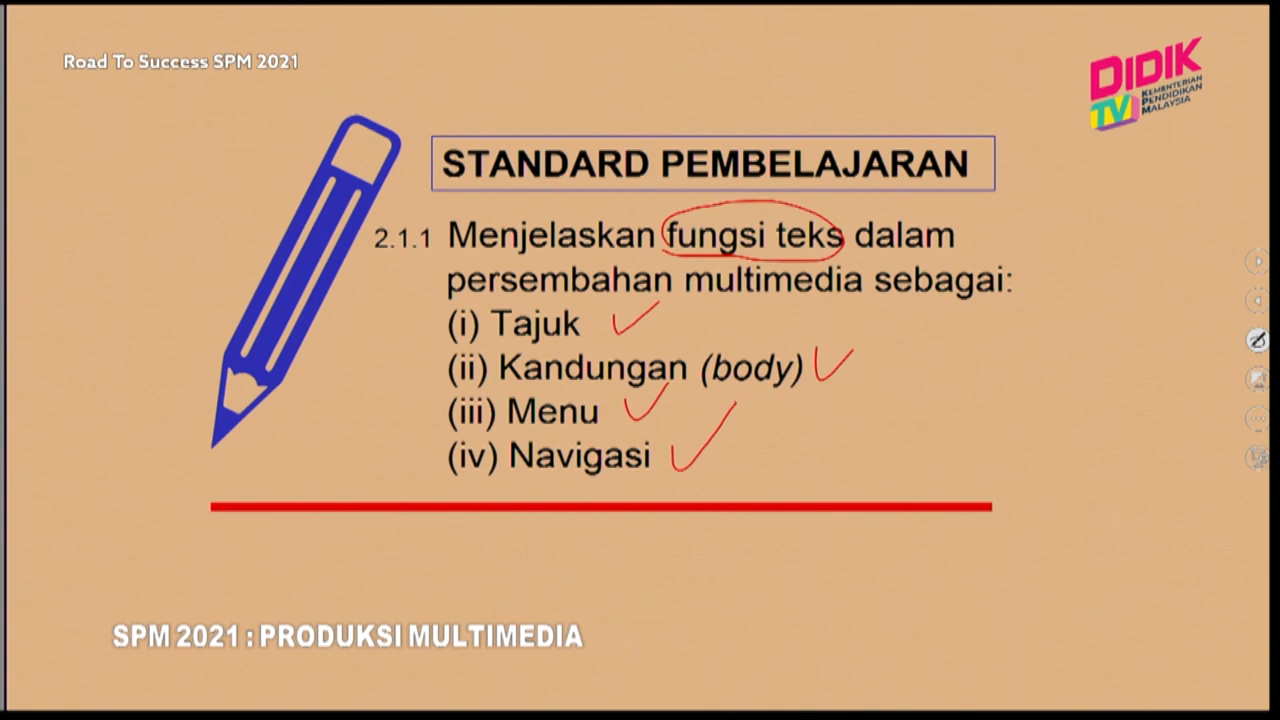 Road To Success SPM 2021
DIDIK
TV
KEMENTERIAN
PENDIDIKAN
MALAYSIA
STANDARD PEMBELAJARAN
2.1.1 Menjelaskan fungsi teks dalam
persembahan multimedia sebagai:
(i) Tajuk
(ii) Kandungan (body)
(iii) Menu
(iv) Navigasi
SPM 2021 : PRODUKSI MULTIMEDIA